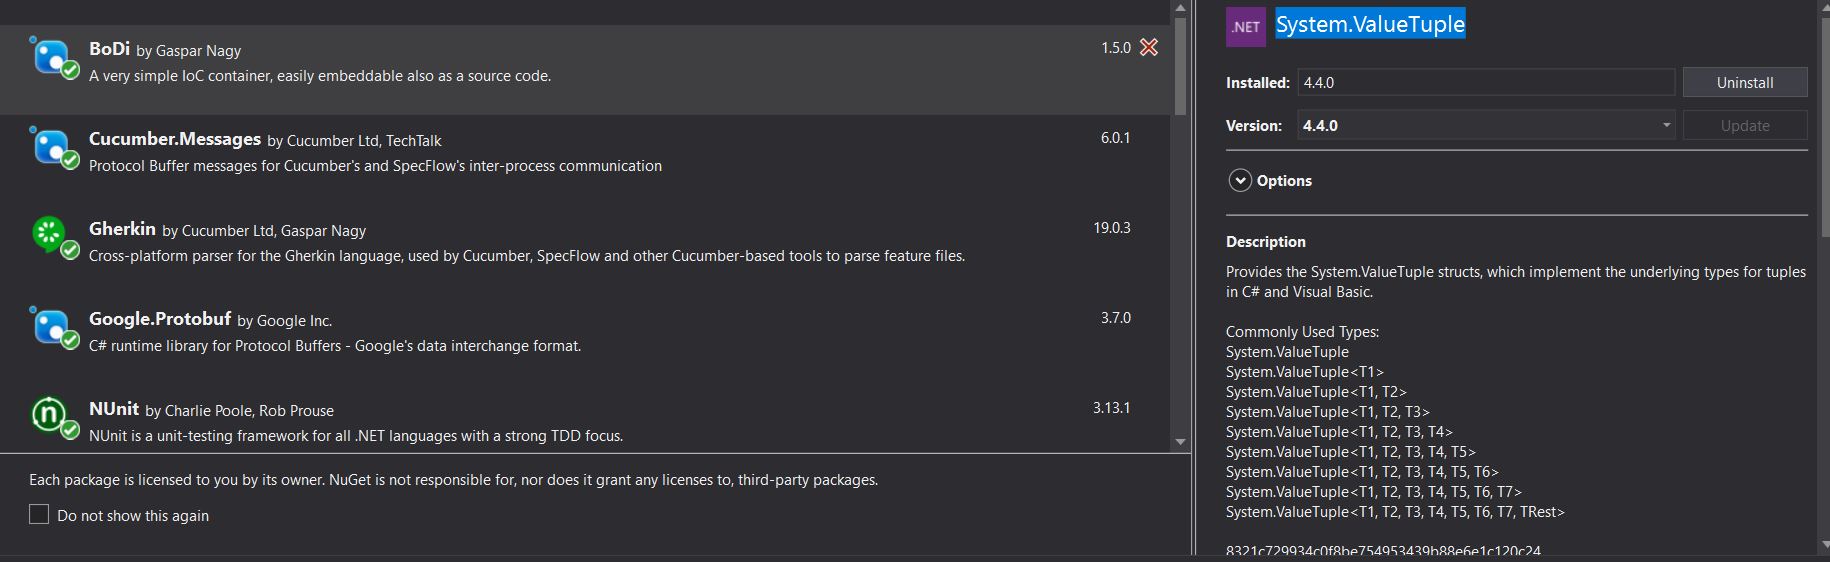 BoDi by Gaspar Nagy
1.5.0
A very simple IoC container, easily embeddable also as a source code.
Cucumber.Messages by Cucumber Ltd, TechTalk
6.0.1
Protocol Buffer messages for Cucumber's and SpecFlow's inter-process communication
Gherkin by Cucumber Ltd, Gaspar Nagy
19.0.3
Cross-platform parser for the Gherkin language, used by Cucumber, SpecFlow and other Cucumber-based tools to parse feature files.
Google.Protobuf by Google Inc.
3.7.0
C# runtime library for Protocol Buffers - Google's data interchange format.
n
NUnit by Charlie Poole, Rob Prouse
3.13.1
NUnit is a unit-testing framework for all .NET languages with a strong TDD focus.
Each package is licensed to you by its owner. NuGet is not responsible for, nor does it grant any licenses to, third-party packages.
Do not show this again
.NET
System.ValueTuple
Installed: 4.4.0
Uninstall
Version: 4.4.0
Update
Options
Description
Provides the System.ValueTuple structs, which implement the underlying types for tuples
in C# and Visual Basic.
Commonly Used Types:
System.ValueTuple
System.ValueTuple<T1>
System.ValueTuple<T1, T2>
System.ValueTuple<T1, T2, T3>
System.ValueTuple<T1, T2, T3, T4>
System.ValueTuple<T1, T2, T3, T4, T5>
System.ValueTuple<T1, T2, T3, T4, T5, T6>
System.ValueTuple<T1, T2, T3, T4, T5, T6, T7>
System.ValueTuple<T1, T2, T3, T4, T5, T6, T7, TRest>
8321c729934c0f8be754953439b88e6e1c120c24